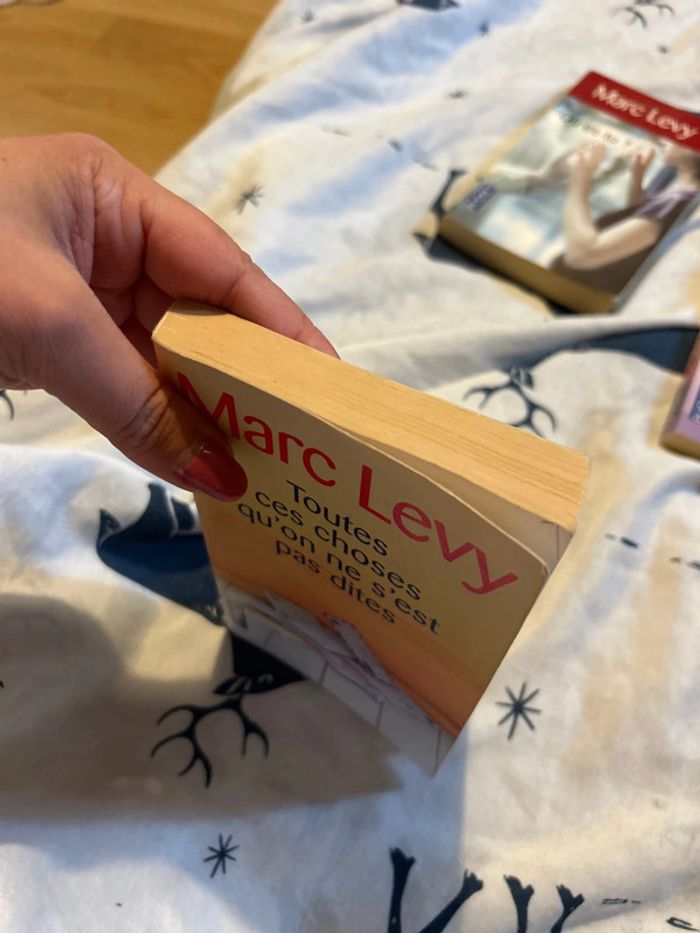 Marc Levy
Toutes
ces choses
qu'on ne s'est
pas dites
Marc Levy